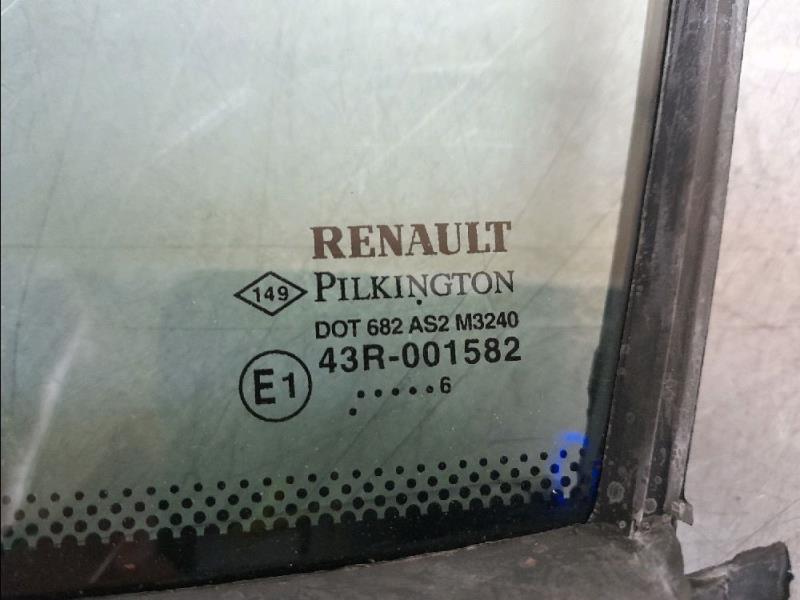 RENAULT
149 PILKINGTON
DOT 682 AS2 M3240
43R-001582
E1
.....6
.